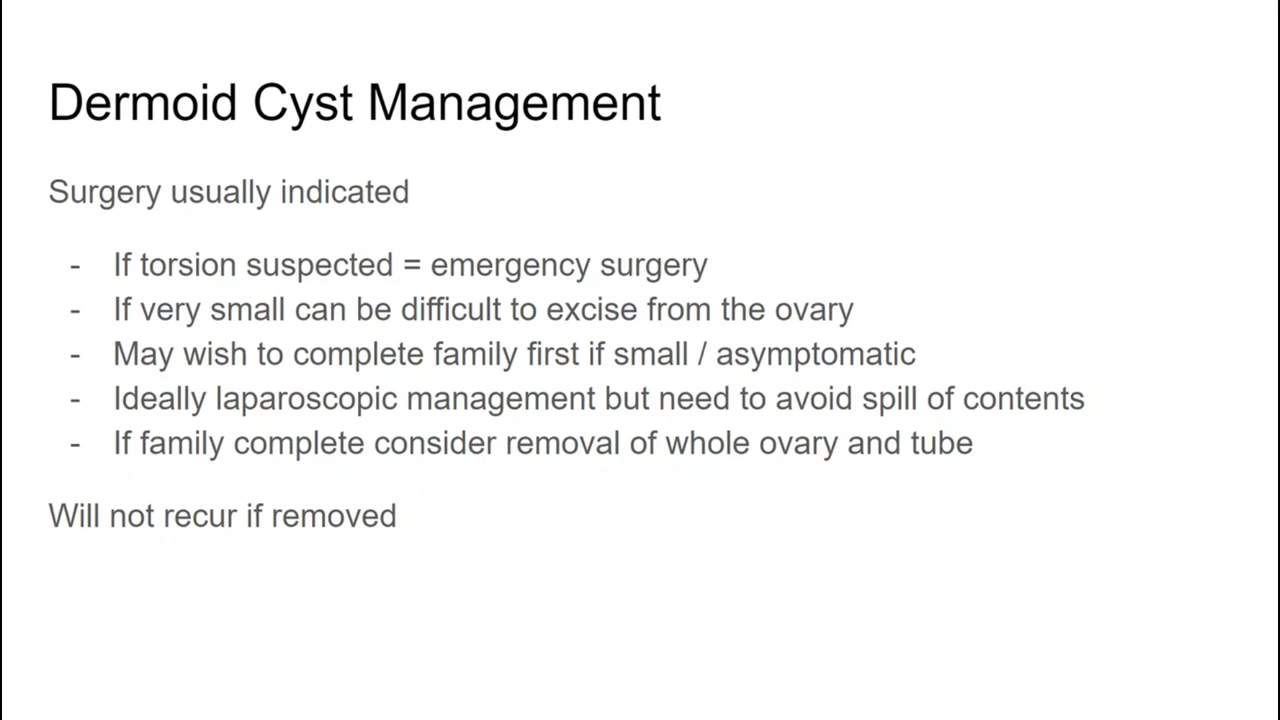 Dermoid Cyst Management
Surgery usually indicated
- If torsion suspected = emergency surgery
- If very small can be difficult to excise from the ovary
- May wish to complete family first if small / asymptomatic
- Ideally laparoscopic management but need to avoid spill of contents
- If family complete consider removal of whole ovary and tube
Will not recur if removed